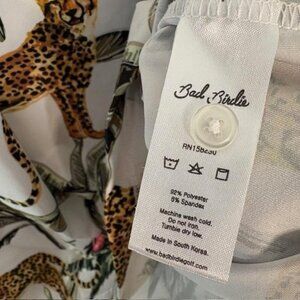 Bad Birdie
92% Polyester
8% Spandex
Machine wash cold.
Do not iron.
Tumble dry low.
Made in South Korea.
www.badbirdiegolf.com